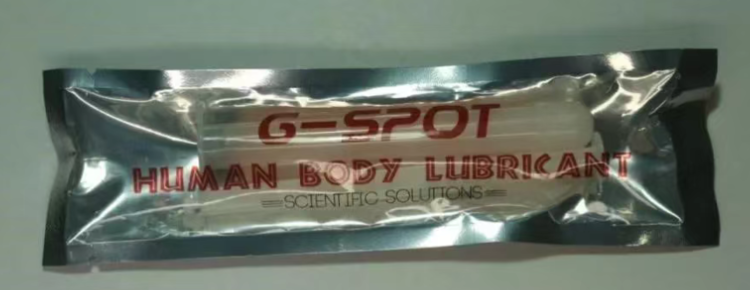 G-SPOT
HUMAN BODY LUBRICANT
SCIENTIFIC SOLUTIONS